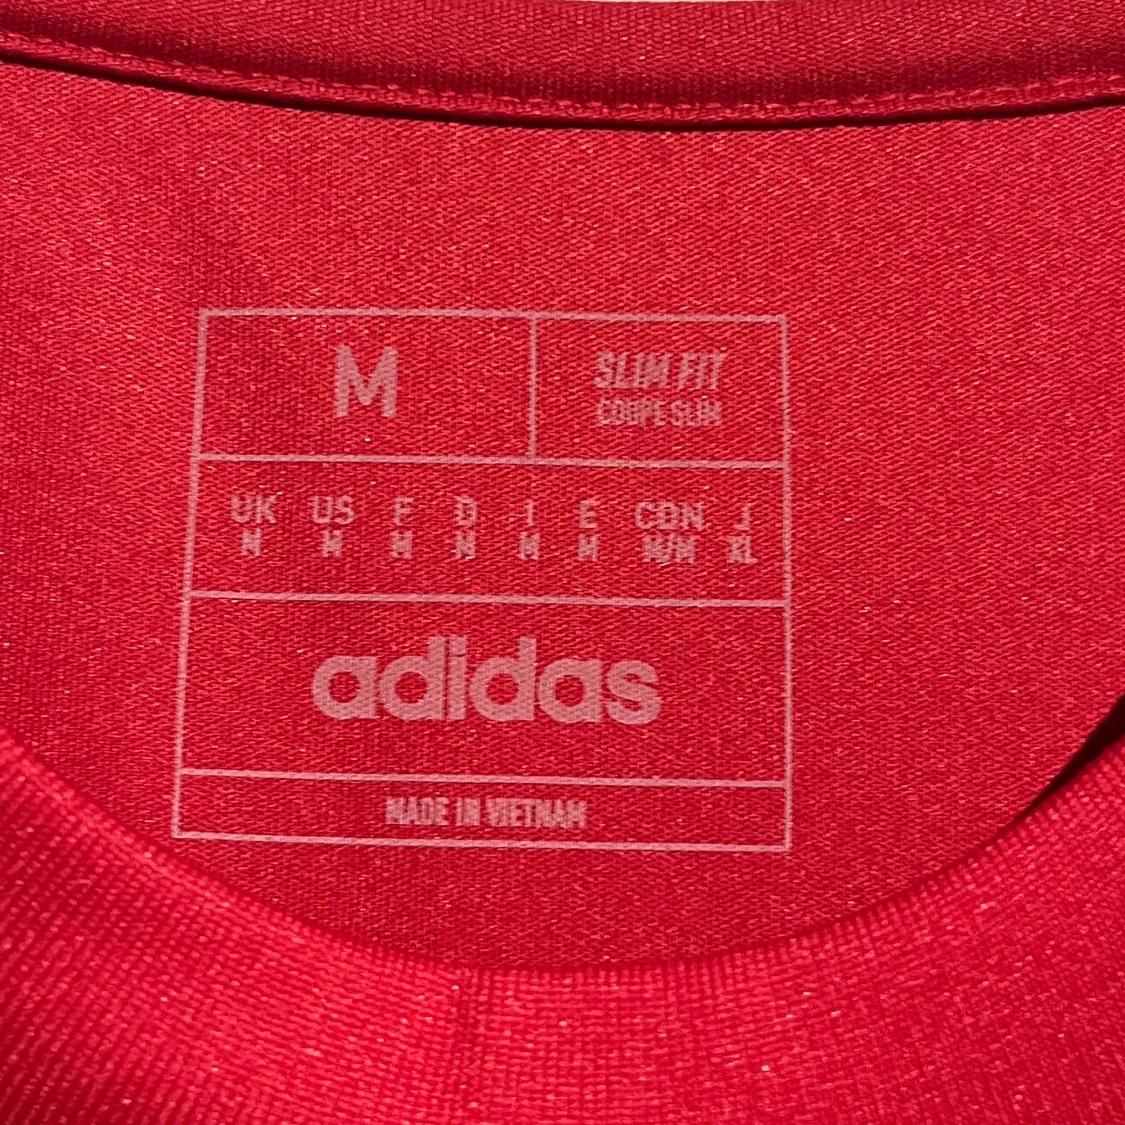 M
SLIM FIT
COUPE SLIM
UK US F D I E CDN J
M M M M M M M/M XL
adidas
MADE IN VIETNAM